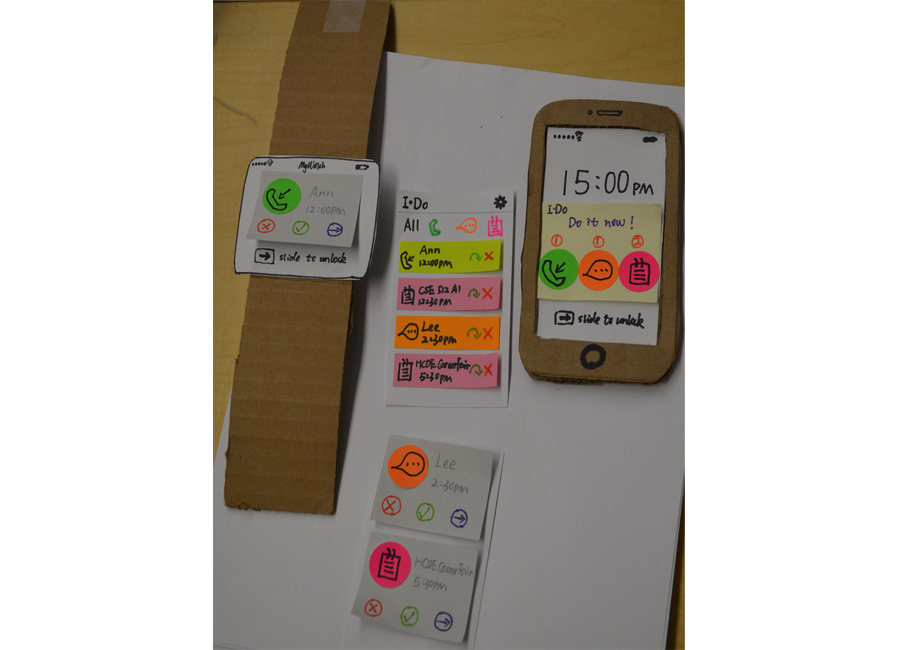 MyWatch
Ann
12:00PM
slide to unlock
I·Do
All
Ann
12:00pm
CSE 512 A1
12:30PM
Lee
2:30PM
HCDE CareerFair
5:30PM
Lee
2:30PM
HCDE CareerFair
5:30PM
15:00 PM
I·Do
Do it now!
1 1 2
slide to unlock